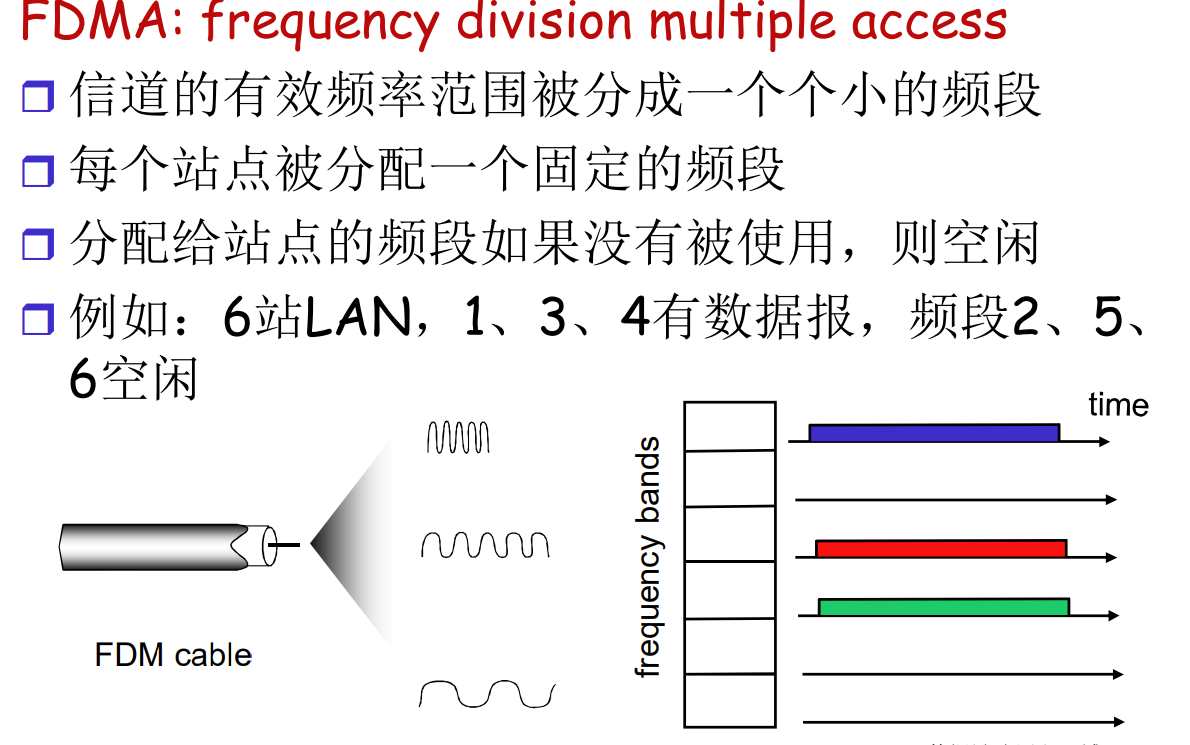 FDMA: frequency division multiple access
信道的有效频率范围被分成一个个小的频段
每个站点被分配一个固定的频段
分配给站点的频段如果没有被使用，则空闲
例如：6站LAN，1、3、4有数据报，频段2、5、
6空闲
time
frequency bands
FDM cable